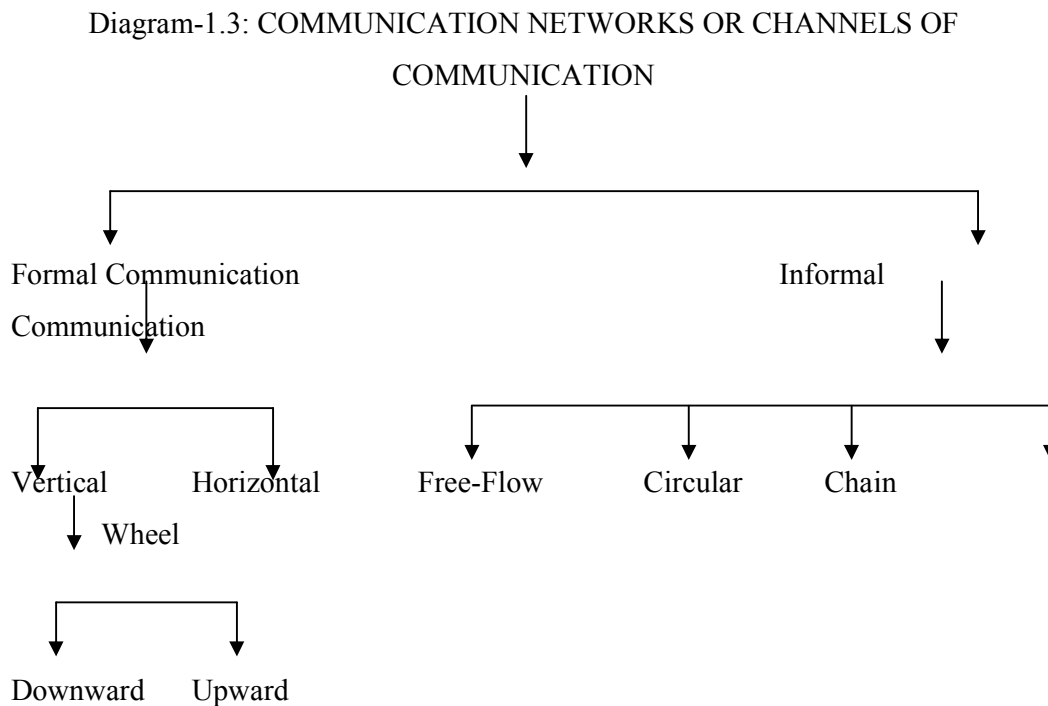 Diagram-1.3: COMMUNICATION NETWORKS OR CHANNELS OF
COMMUNICATION
Formal Communication Informal
Communication
Vertical Horizontal Free-Flow Circular Chain
Wheel
Downward Upward